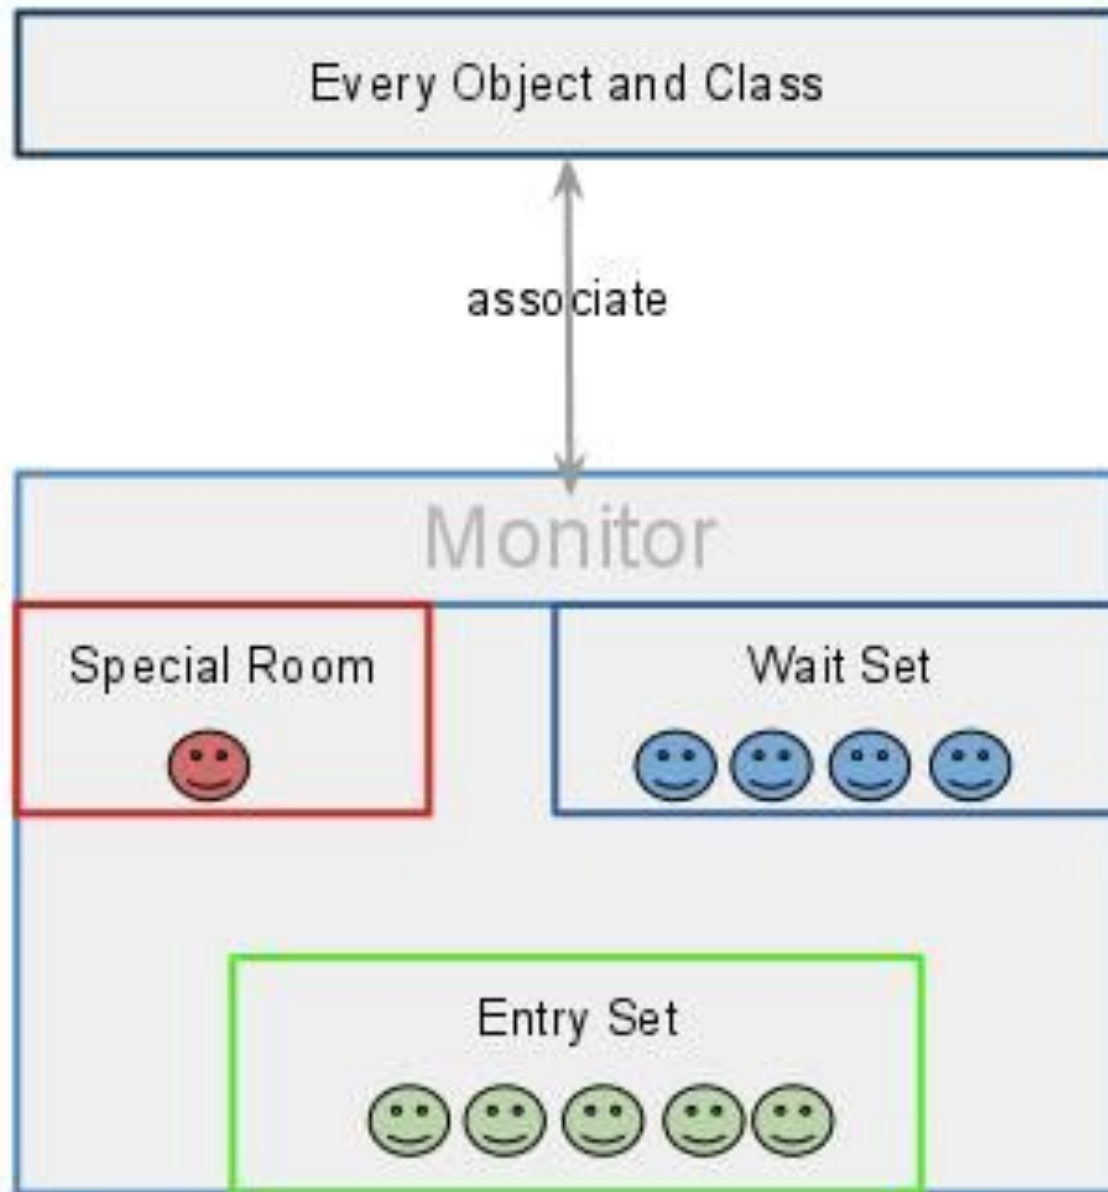 Every Object and Class
associate
Monitor
Special Room
Wait Set
Entry Set